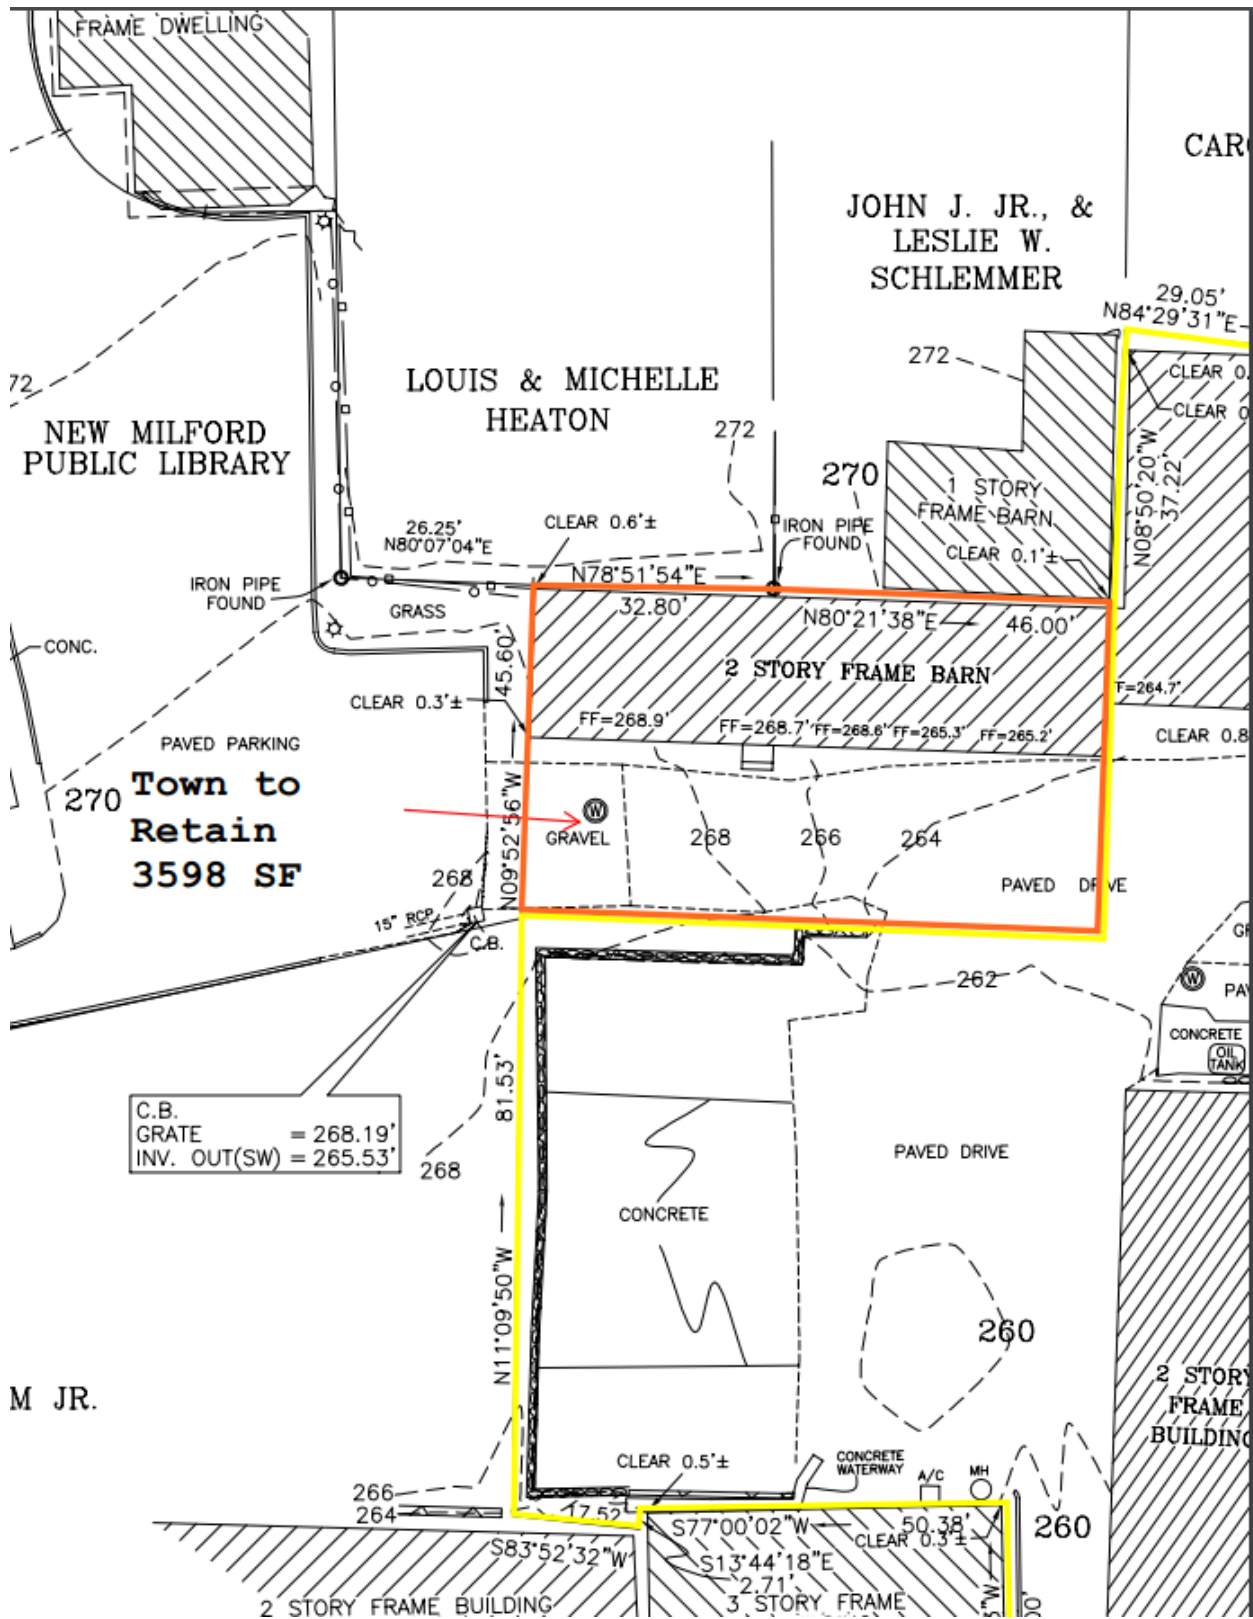 FRAME DWELLING
JOHN J. JR., &
LESLIE W.
SCHLEMMER
29.05'
N84°29'31"E
272
72
LOUIS & MICHELLE
HEATON
NEW MILFORD
PUBLIC LIBRARY
272
270
1 STORY
FRAME BARN
CLEAR 0.1'±
N08°50'20"W
37.22'
26.25'
N80°07'04"E
CLEAR 0.6'±
IRON PIPE
FOUND
IRON PIPE
FOUND
N78°51'54"E
32.80'
N80°21'38"E
46.00'
GRASS
CONC.
45.60'
2 STORY FRAME BARN
CLEAR 0.3'±
FF=268.9'
FF=268.7'
FF=268.6'
FF=265.3'
FF=265.2'
F=264.7'
PAVED PARKING
270
Town to
Retain
3598 SF
N09°52'56"W
W
GRAVEL
268
266
264
PAVED DRIVE
268
15" RCP
C.B.
262
W
CONCRETE
OIL
TANK
81.53'
C.B.
GRATE = 268.19'
INV. OUT(SW) = 265.53'
268
PAVED DRIVE
CONCRETE
N11°09'50"W
260
M JR.
2 STORY
FRAME
BUILDING
CLEAR 0.5'±
CONCRETE
WATERWAY
A/C
MH
266
264
17.52
S77°00'02"W
50.38'
CLEAR 0.3'±
260
S83°52'32"W
S13°44'18"E
2.71'
2 STORY FRAME BUILDING
3 STORY FRAME